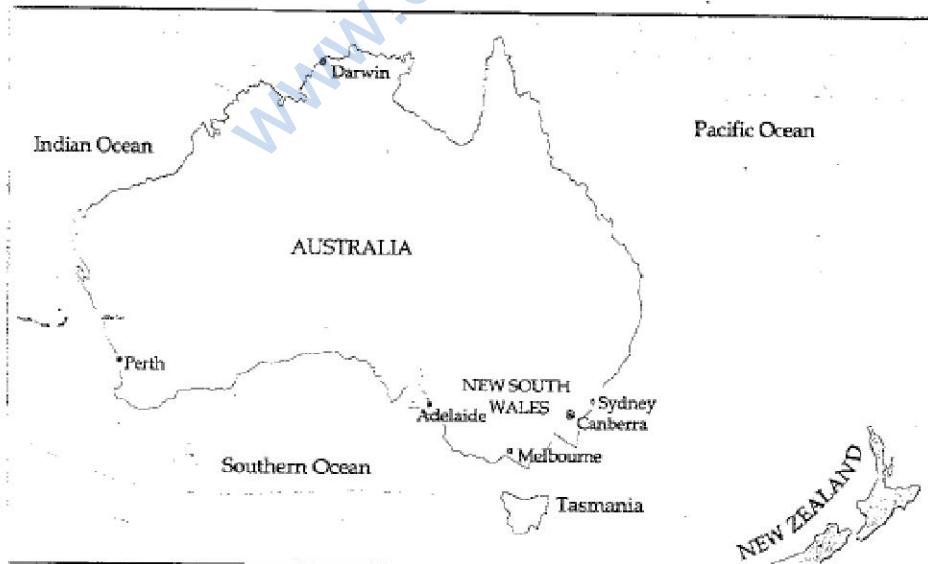 www.
Darwin
Indian Ocean
Pacific Ocean
AUSTRALIA
Perth
NEW SOUTH
WALES
Sydney
Adelaide
Canberra
Melbourne
Southern Ocean
Tasmania
NEW ZEALAND